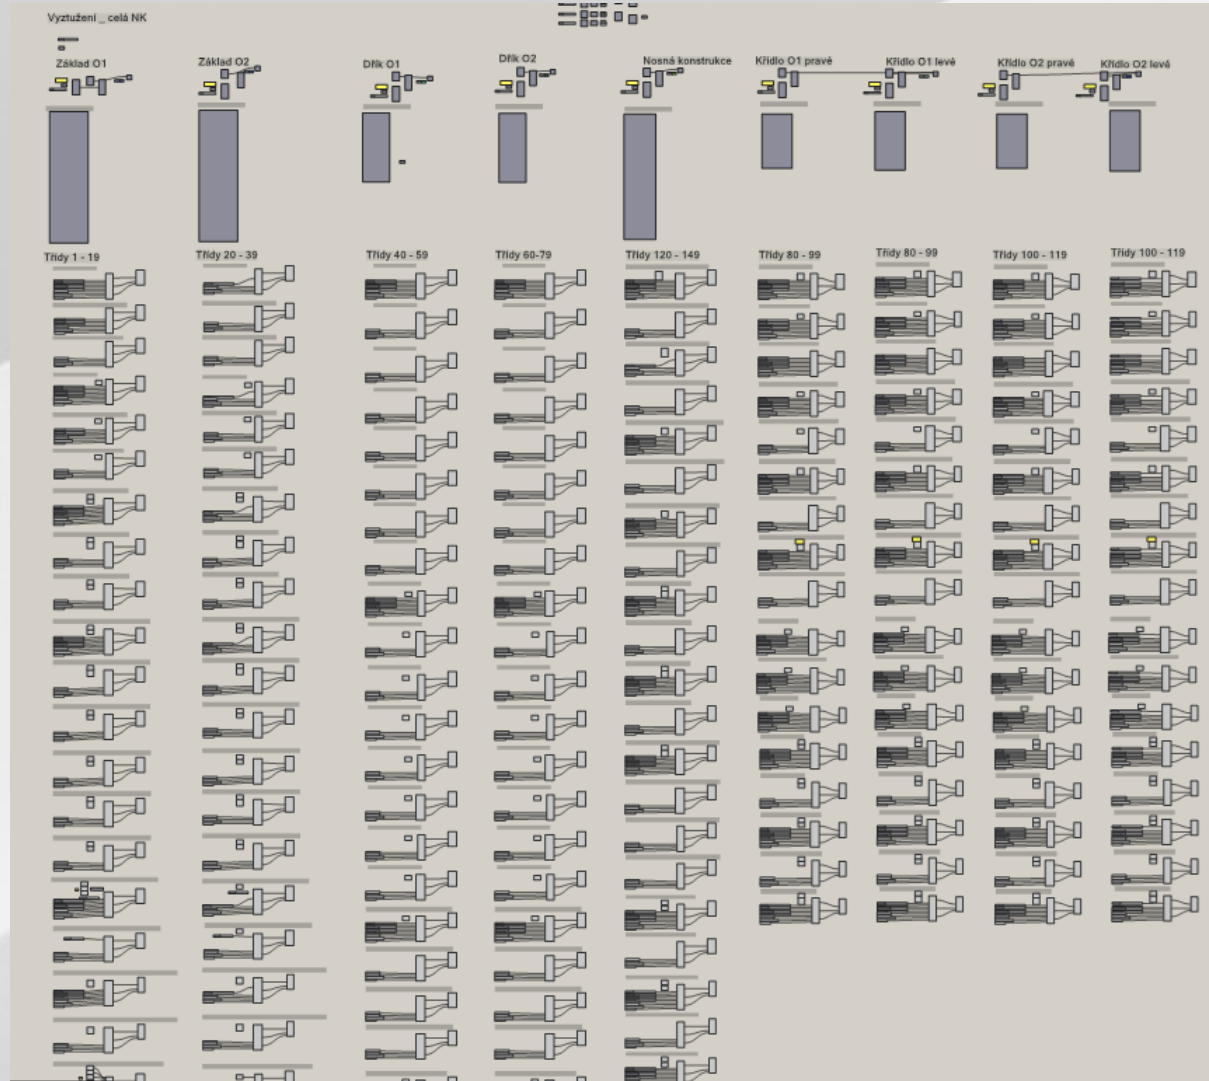 Vyztužení _ celá NK
Základ O1
Základ O2
Dřík O1
Dřík O2
Nosná konstrukce
Křídlo O1 pravé
Křídlo O1 levé
Křídlo O2 pravé
Křídlo O2 levé
Třídy 1 - 19
Třídy 20 - 39
Třídy 40 - 59
Třídy 60-79
Třídy 120 - 149
Třídy 80 - 99
Třídy 80 - 99
Třídy 100 - 119
Třídy 100 - 119